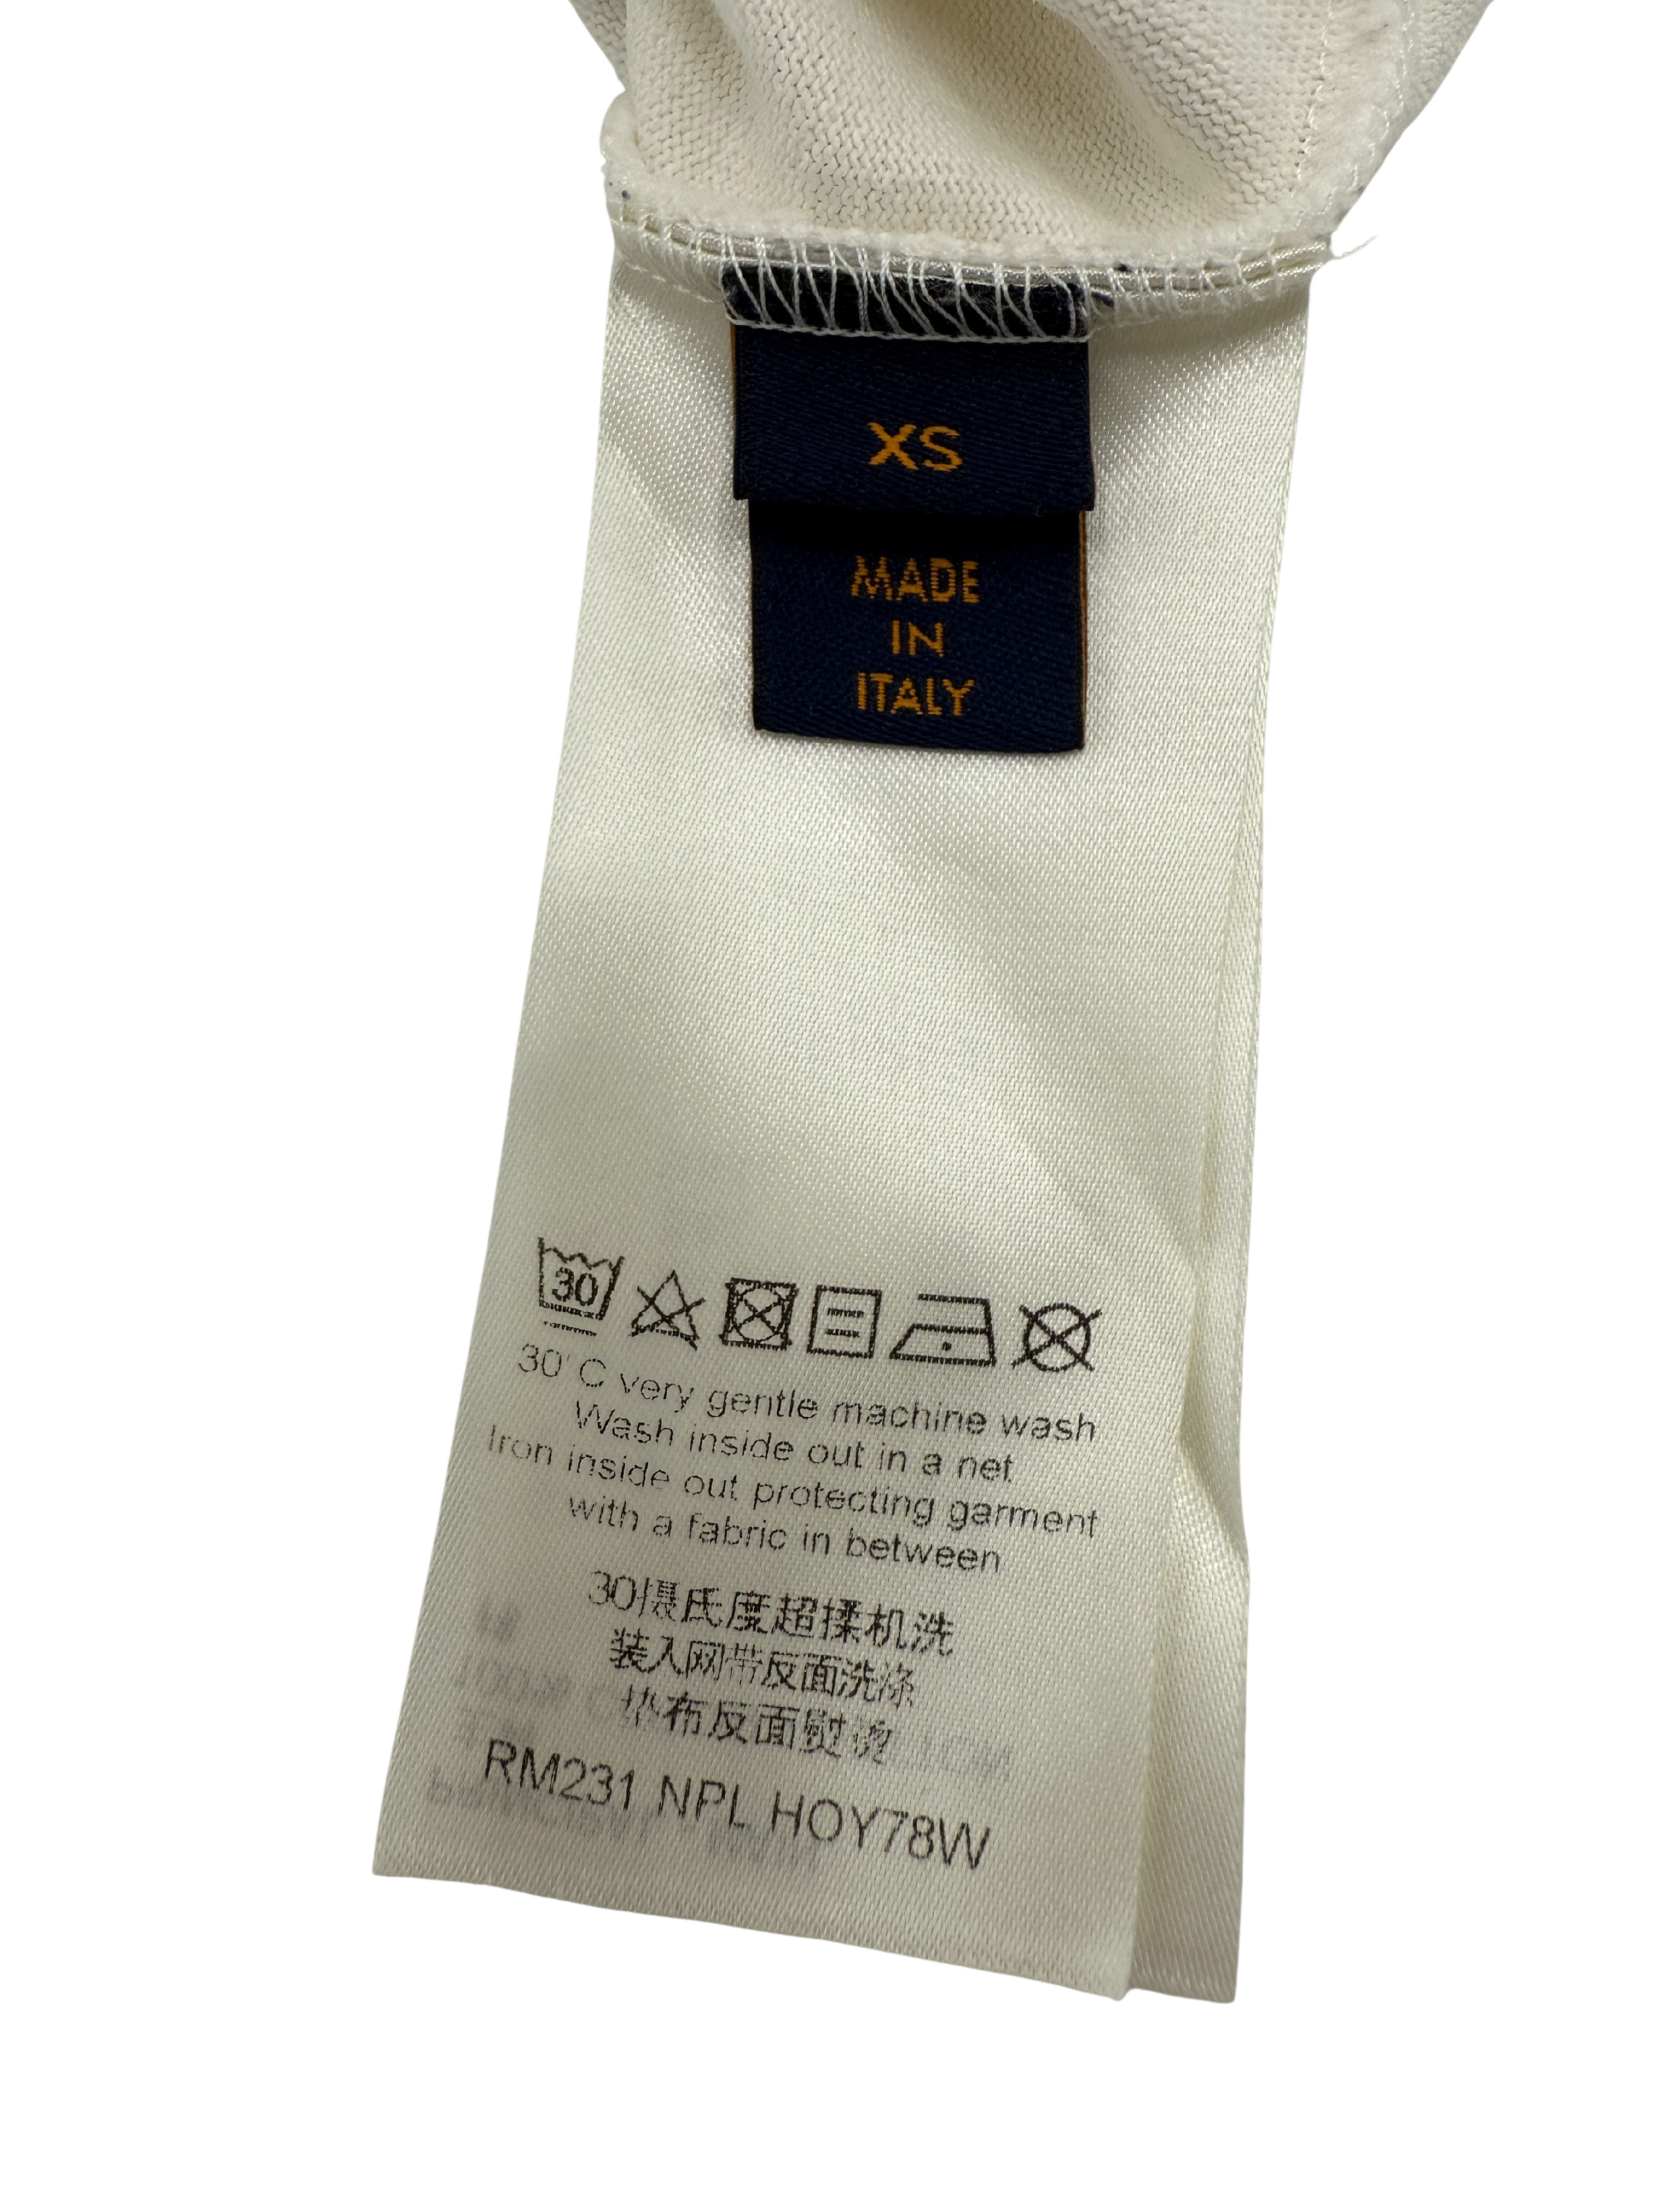 XS
MADE
IN
ITALY
30
30°C very gentle machine wash
Wash inside out in a net
Iron inside out protecting garment
with a fabric in between
30摄氏度超揉机洗
装入网带反面洗涤
垫布反面熨烫
RM231 NPL HOY78W